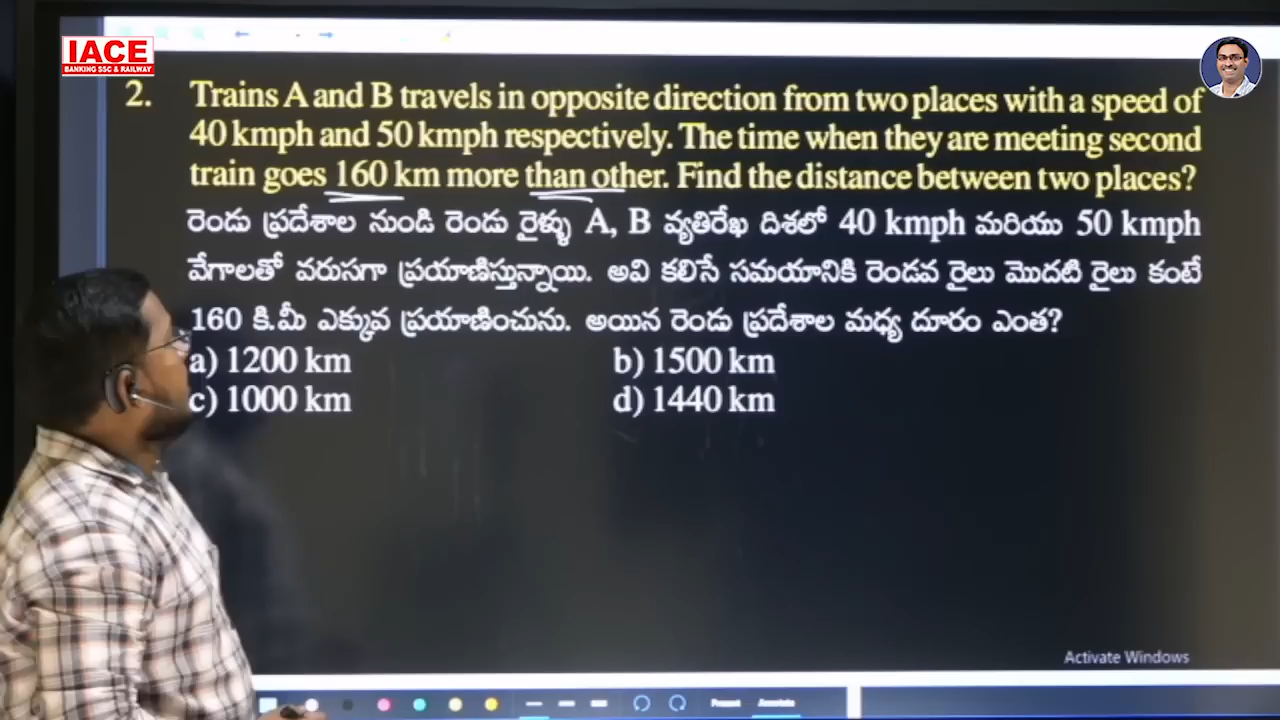 IACE
BANKING SSC & RAILWAY
2. Trains A and B travels in opposite direction from two places with a speed of
40 kmph and 50 kmph respectively. The time when they are meeting second
train goes 160 km more than other. Find the distance between two places?
రెండు ప్రదేశాల నుండి రెండు రైళ్ళు A, B వ్యతిరేఖ దిశలో 40 kmph మరియు 50 kmph
వేగాలతో వరుసగా ప్రయాణిస్తున్నాయి. అవి కలిసే సమయానికి రెండవ రైలు మొదటి రైలు కంటే
160 కి.మీ ఎక్కువ ప్రయాణించును. అయిన రెండు ప్రదేశాల మధ్య దూరం ఎంత?
a) 1200 km b) 1500 km
c) 1000 km d) 1440 km
Activate Windows
Present Annotate